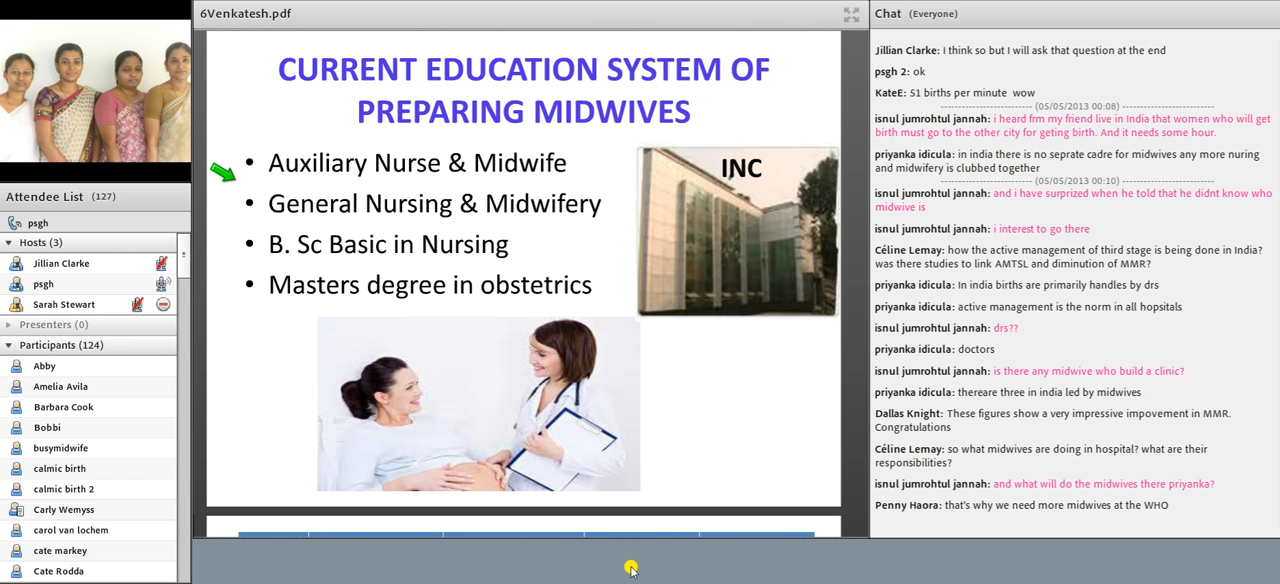 6Venkatesh.pdf
CURRENT EDUCATION SYSTEM OF
PREPARING MIDWIVES
• Auxiliary Nurse & Midwife
• General Nursing & Midwifery
• B. Sc Basic in Nursing
• Masters degree in obstetrics
INC
Attendee List (127)
psgh
Hosts (3)
Jillian Clarke
psgh
Sarah Stewart
Presenters (0)
Participants (124)
Abby
Amelia Avila
Barbara Cook
Bobbi
busymidwife
calmic birth
calmic birth 2
Carly Wemyss
carol van lochem
cate markey
Cate Rodda
Chat (Everyone)
Jillian Clarke: I think so but I will ask that question at the end
psgh 2: ok
KateE: 51 births per minute wow
------------------------ (05/05/2013 00:08) ------------------------
isnul jumrohtul jannah: i heard frm my friend live in India that women who will get
birth must go to the other city for geting birth. And it needs some hour.
priyanka idicula: in india there is no seprate cadre for midwives any more nuring
and midwifery is clubbed together
------------------------ (05/05/2013 00:10) ------------------------
isnul jumrohtul jannah: and i have surprized when he told that he didnt know who
midwive is
isnul jumrohtul jannah: i interest to go there
Céline Lemay: how the active management of third stage is being done in India?
was there studies to link AMTSL and diminution of MMR?
priyanka idicula: In india births are primarily handles by drs
priyanka idicula: active management is the norm in all hopsitals
isnul jumrohtul jannah: drs??
priyanka idicula: doctors
isnul jumrohtul jannah: is there any midwive who build a clinic?
priyanka idicula: thereare three in india led by midwives
Dallas Knight: These figures show a very impressive impovement in MMR.
Congratulations
Céline Lemay: so what midwives are doing in hospital? what are their
responsibilities?
isnul jumrohtul jannah: and what will do the midwives there priyanka?
Penny Haora: that's why we need more midwives at the WHO